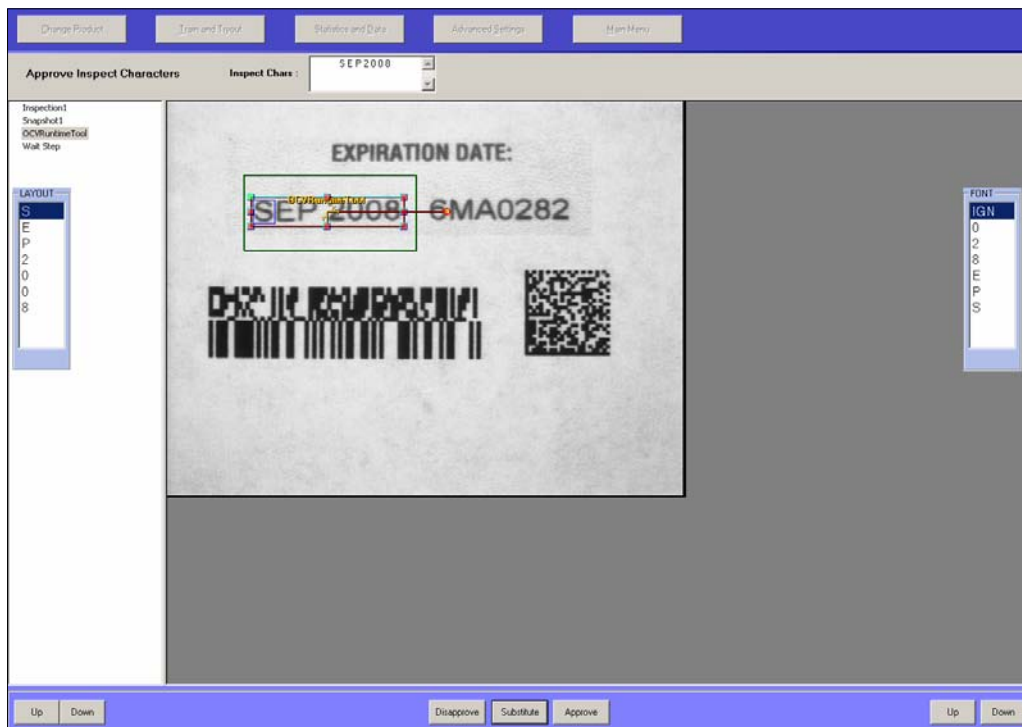 Change Product
Train and Tryout
Statistics and Data
Advanced Settings
Main Menu
Approve Inspect Characters
Inspect Chars :
SEP2008
Inspection1
Snapshot1
OCVRuntimeTool
Wait Step
LAYOUT
S
E
P
2
0
0
8
EXPIRATION DATE:
OCVRuntimeTool
SEP 2008 6MA0282
FONT
IGN
0
2
8
E
P
S
Up
Down
Disapprove
Substitute
Approve
Up
Down